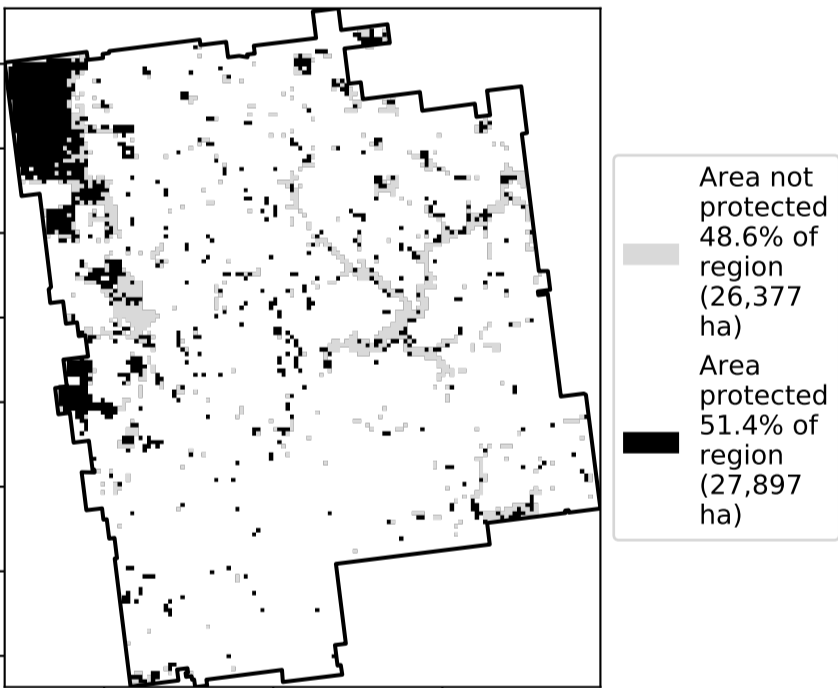 Area not
protected
48.6% of
region
(26,377
ha)
Area
protected
51.4% of
region
(27,897
ha)